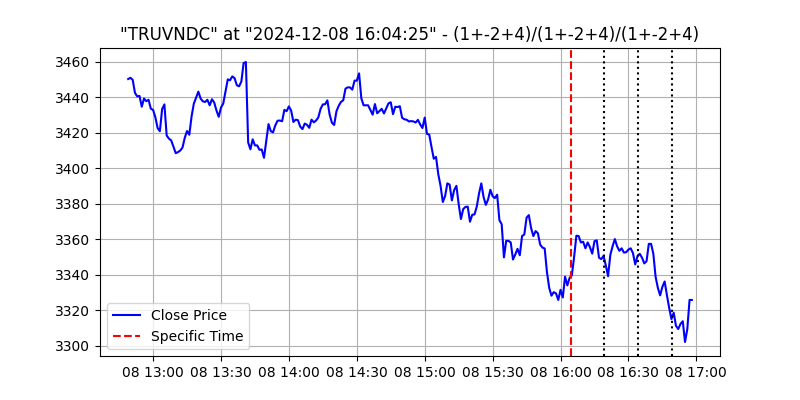 "TRUVNDC" at "2024-12-08 16:04:25" - (1+-2+4)/(1+-2+4)/(1+-2+4)
3460
3440
3420
3400
3380
3360
3340
3320
3300
Close Price
Specific Time
08 13:00 08 13:30 08 14:00 08 14:30 08 15:00 08 15:30 08 16:00 08 16:30 08 17:00